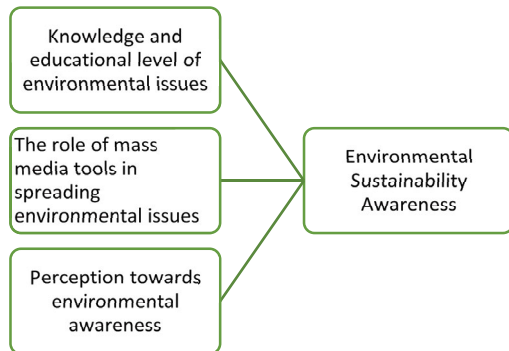 Knowledge and
educational level of
environmental issues
The role of mass
media tools in
spreading
environmental issues
Perception towards
environmental
awareness
Environmental
Sustainability
Awareness